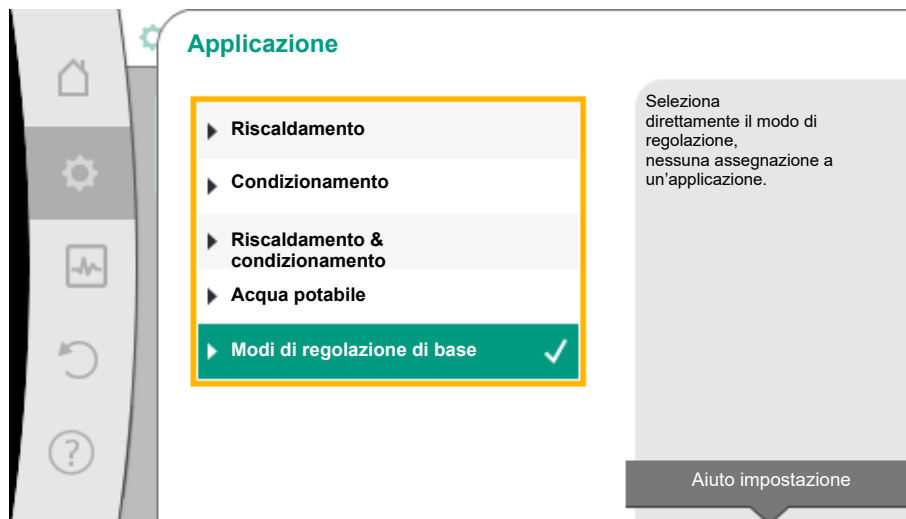 Applicazione
Riscaldamento
Condizionamento
Riscaldamento &
condizionamento
Acqua potabile
Modi di regolazione di base
Seleziona
direttamente il modo di
regolazione,
nessuna assegnazione a
un’applicazione.
Aiuto impostazione
?